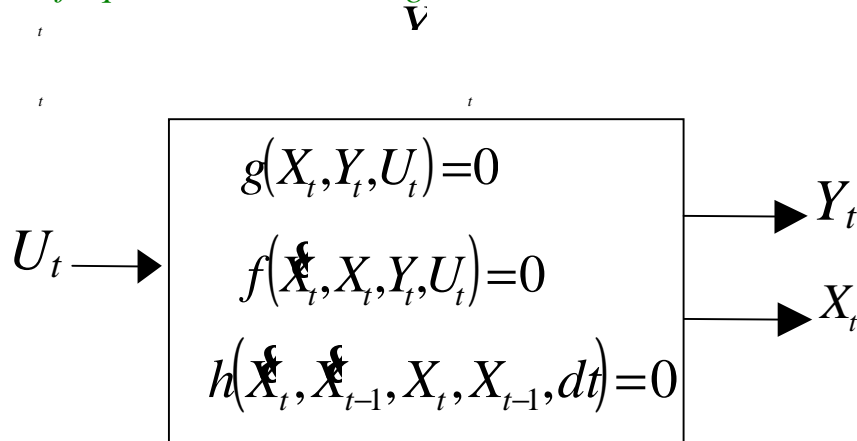 t
t t
g(X_t,Y_t,U_t)=0
Y_t
U_t
f(Ẋ_t,X_t,Y_t,U_t)=0
X_t
h(Ẋ_t,Ẋ_{t−1},X_t,X_{t−1},dt)=0